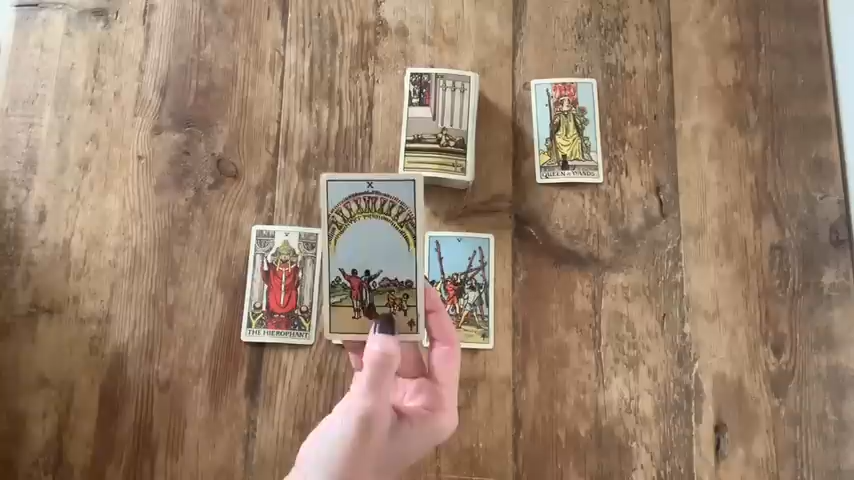 QUEEN of WANDS.
X
V
THE HIEROPHANT.
V